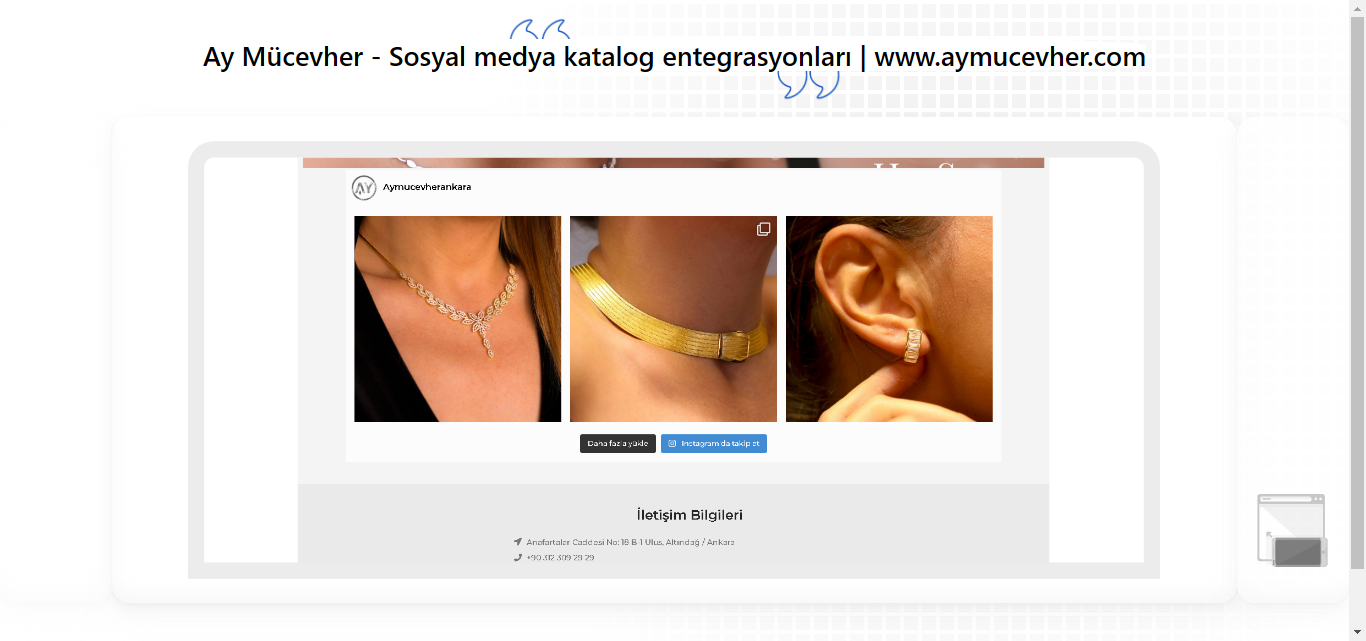 Ay Mücevher - Sosyal medya katalog entegrasyonları | www.aymucevher.com
AY
Aymucevherankara
Daha fazla yükle
Instagram'da takip et
İletişim Bilgileri
Anafartalar Caddesi No: 18 B-1 Ulus, Altındağ / Ankara
+90 312 309 29 29